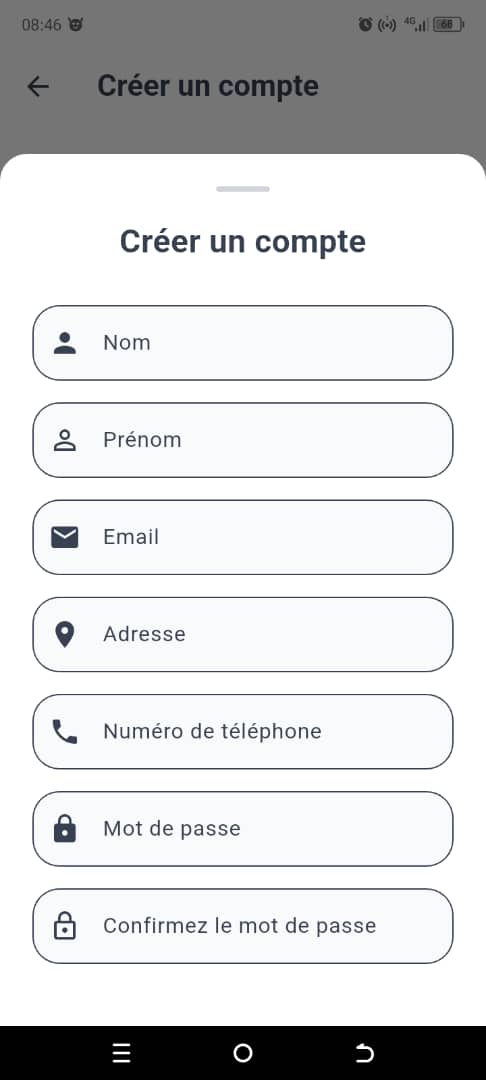 08:46
4G 66
Créer un compte
Créer un compte
Nom
Prénom
Email
Adresse
Numéro de téléphone
Mot de passe
Confirmez le mot de passe